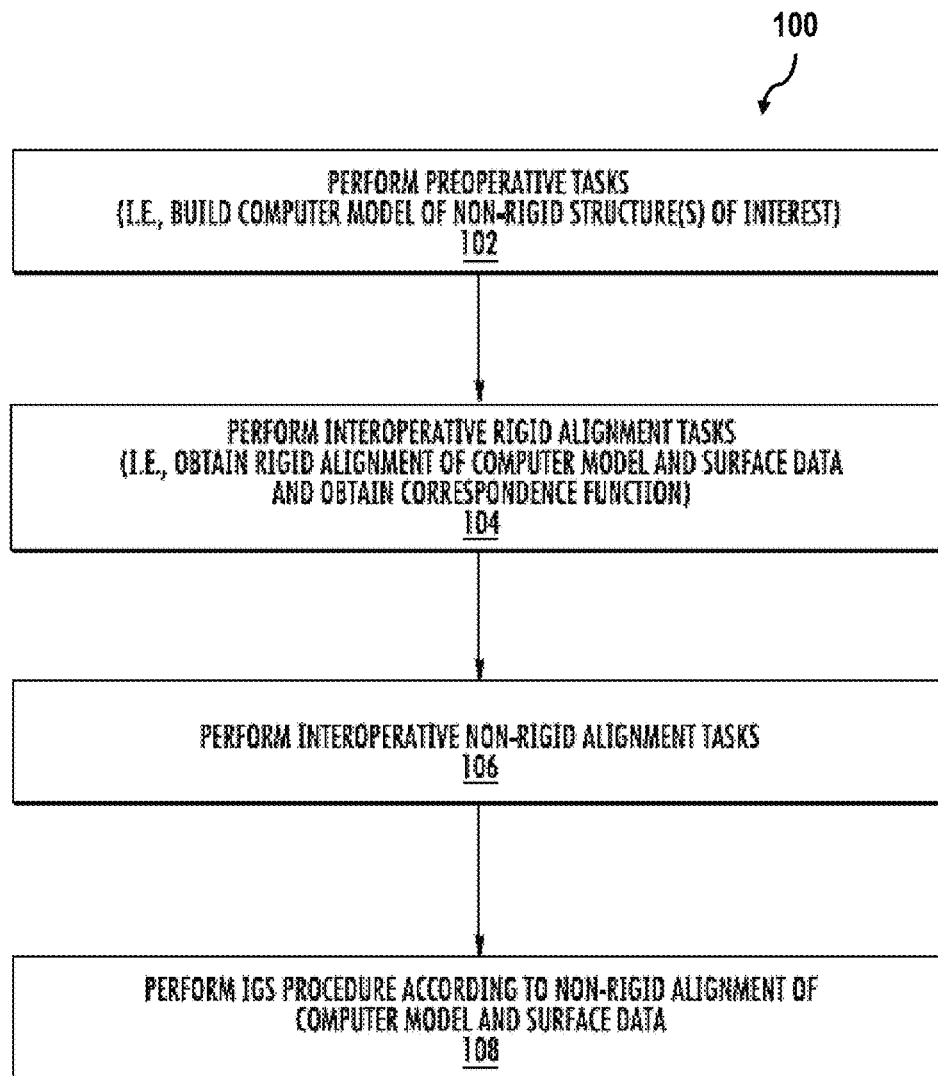 100
PERFORM PREOPERATIVE TASKS
(I.E., BUILD COMPUTER MODEL OF NON-RIGID STRUCTURE(S) OF INTEREST)
102
PERFORM INTEROPERATIVE RIGID ALIGNMENT TASKS
(I.E., OBTAIN RIGID ALIGNMENT OF COMPUTER MODEL AND SURFACE DATA
AND OBTAIN CORRESPONDENCE FUNCTION)
104
PERFORM INTEROPERATIVE NON-RIGID ALIGNMENT TASKS
106
PERFORM IGS PROCEDURE ACCORDING TO NON-RIGID ALIGNMENT OF
COMPUTER MODEL AND SURFACE DATA
108